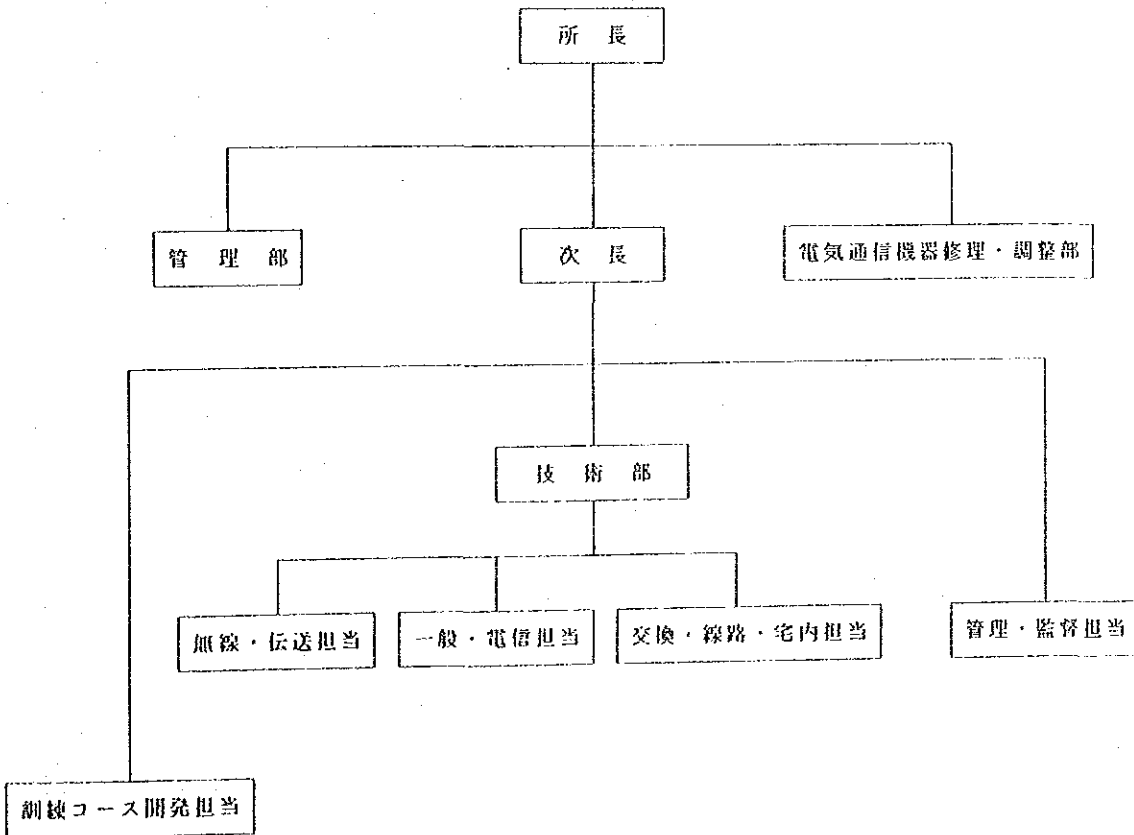 所長
管理部
次長
電気通信機器修理・調整部
技術部
無線・伝送担当
一般・電信担当
交換・線路・宅内担当
管理・監督担当
訓練コース開発担当